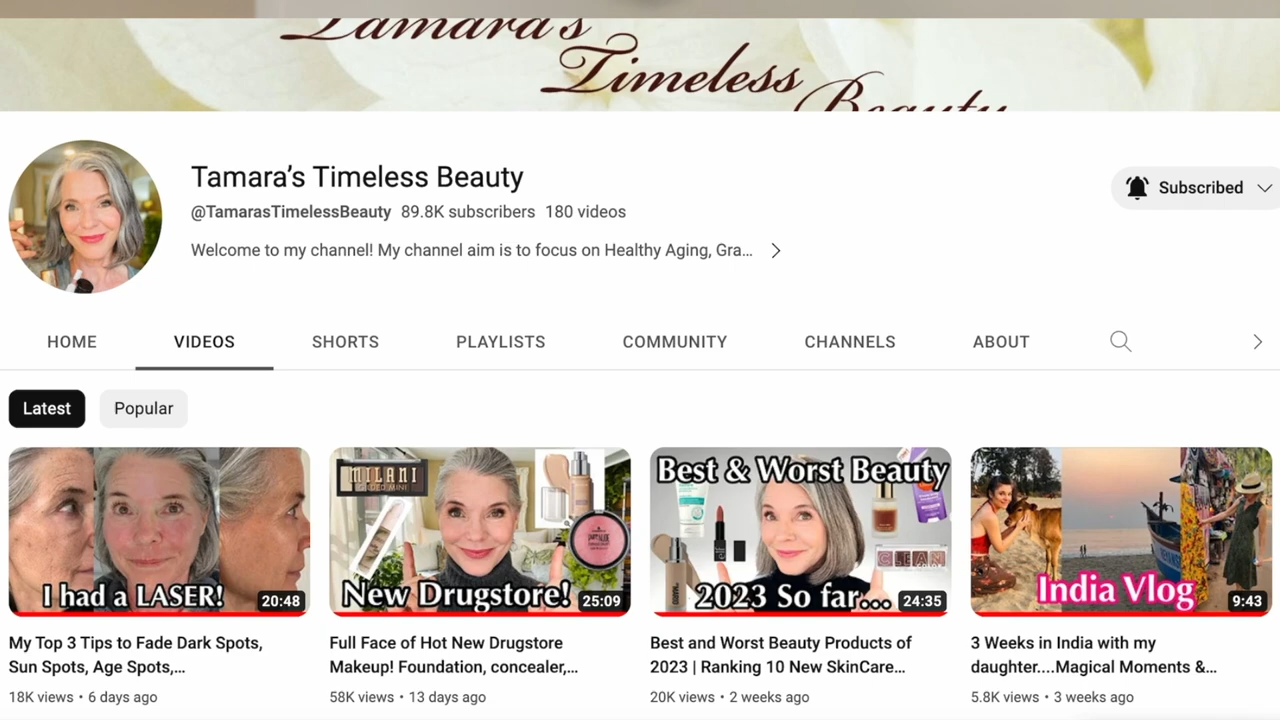 Tamara's
Timeless
Beauty
Tamara’s Timeless Beauty
@TamarasTimelessBeauty 89.8K subscribers 180 videos
Welcome to my channel! My channel aim is to focus on Healthy Aging, Gra...
Subscribed
HOME VIDEOS SHORTS PLAYLISTS COMMUNITY CHANNELS ABOUT
Latest Popular
I had a LASER!
20:48
MILANI
GILDED MINI
New Drugstore!
25:09
Best & Worst Beauty
CLEAN
2023 So far...
24:35
India Vlog
9:43
My Top 3 Tips to Fade Dark Spots,
Sun Spots, Age Spots,...
18K views • 6 days ago
Full Face of Hot New Drugstore
Makeup! Foundation, concealer,...
58K views • 13 days ago
Best and Worst Beauty Products of
2023 | Ranking 10 New SkinCare...
20K views • 2 weeks ago
3 Weeks in India with my
daughter....Magical Moments &...
5.8K views • 3 weeks ago